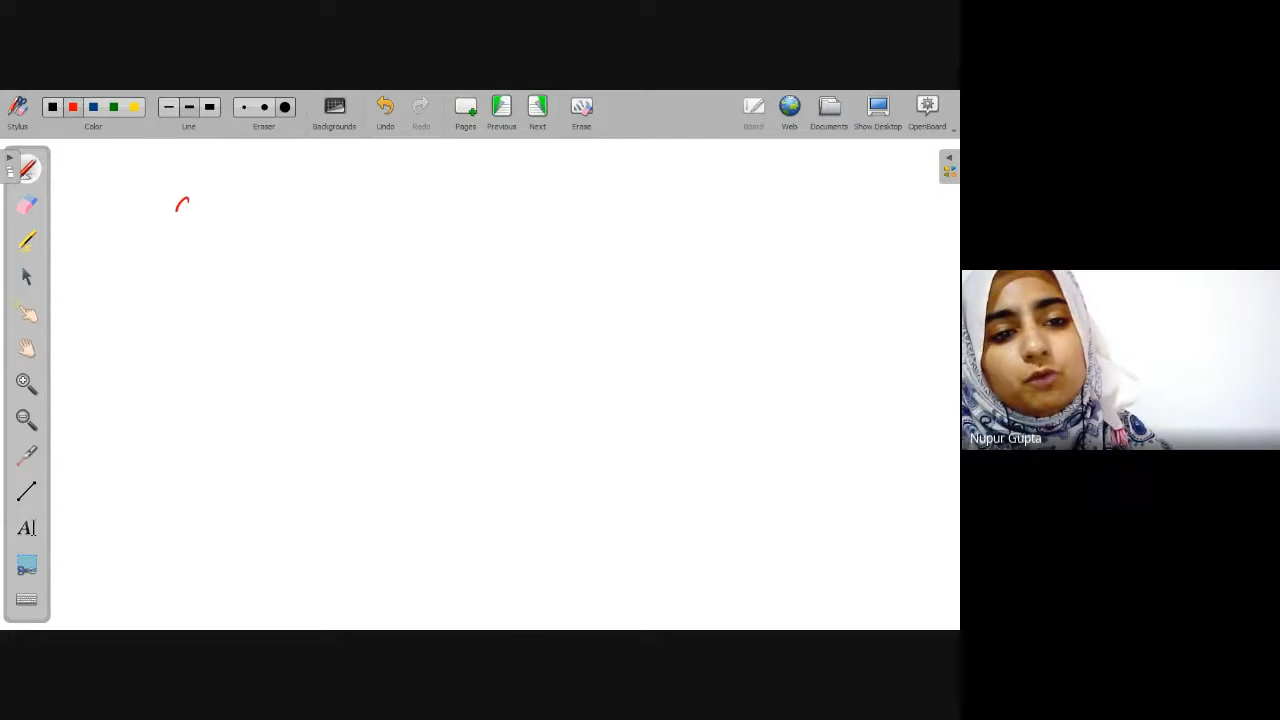 Stylus Color Line Eraser Backgrounds Undo Redo Pages Previous Next Erase Board Web Documents Show Desktop OpenBoard
A
Nupur Gupta